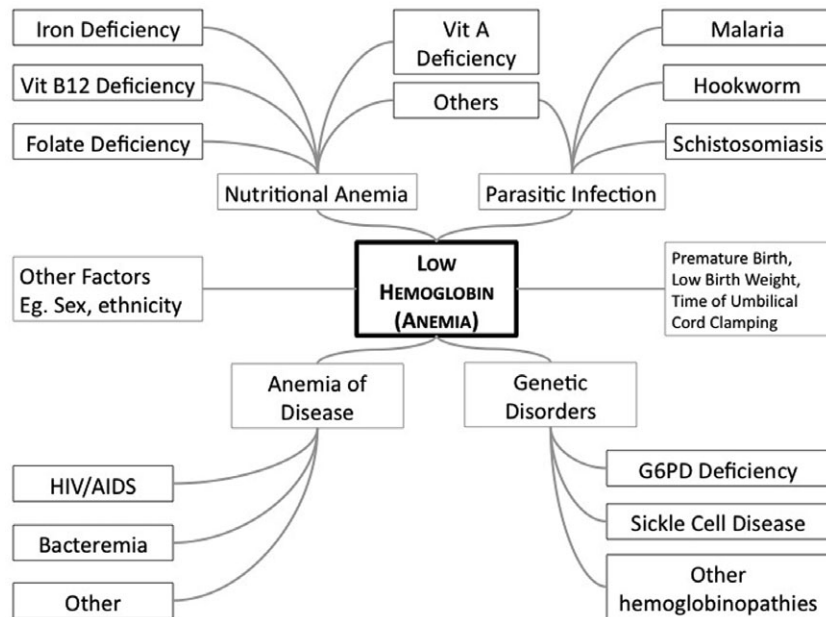 Iron Deficiency
Vit A
Deficiency
Malaria
Vit B12 Deficiency
Others
Hookworm
Folate Deficiency
Schistosomiasis
Nutritional Anemia
Parasitic Infection
Other Factors
Eg. Sex, ethnicity
LOW
HEMOGLOBIN
(ANEMIA)
Premature Birth,
Low Birth Weight,
Time of Umbilical
Cord Clamping
Anemia of
Disease
Genetic
Disorders
HIV/AIDS
Bacteremia
Other
G6PD Deficiency
Sickle Cell Disease
Other
hemoglobinopathies